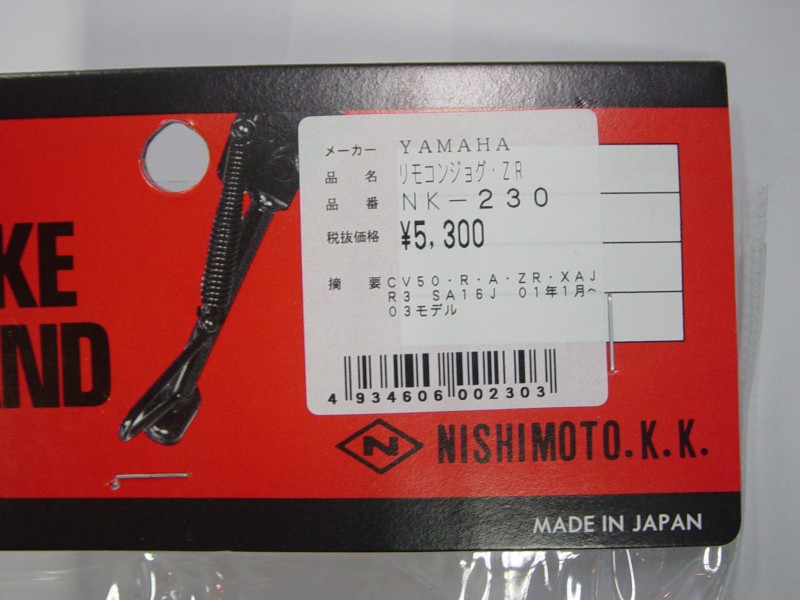 メーカー YAMAHA
品 名 リモコンジョグ・ZR
品 番 NK-230
税抜価格 ¥5,300
摘 要 CV50・R・A・ZR・XAJ
R3 SA16J 01年1月~
03モデル
4 934606 002303
KE
ND
N NISHIMOTO.K.K.
MADE IN JAPAN